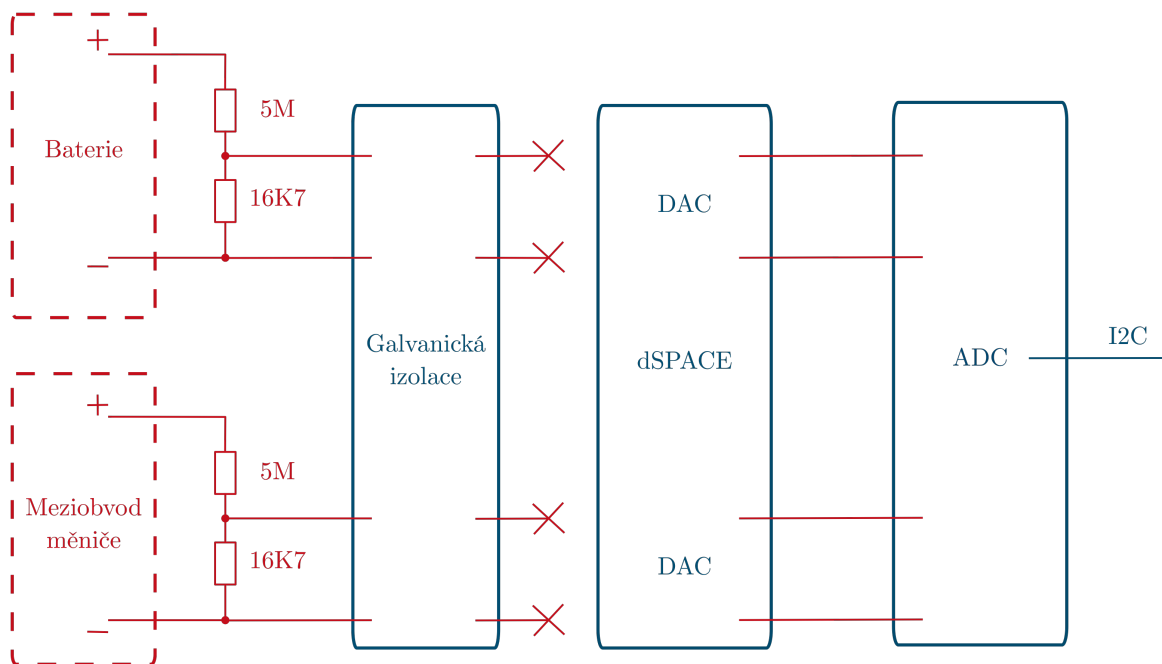 +
5M
Baterie
16K7
−
DAC
Galvanická
izolace
dSPACE
ADC
I2C
+
5M
Meziobvod
měniče
16K7
DAC
−